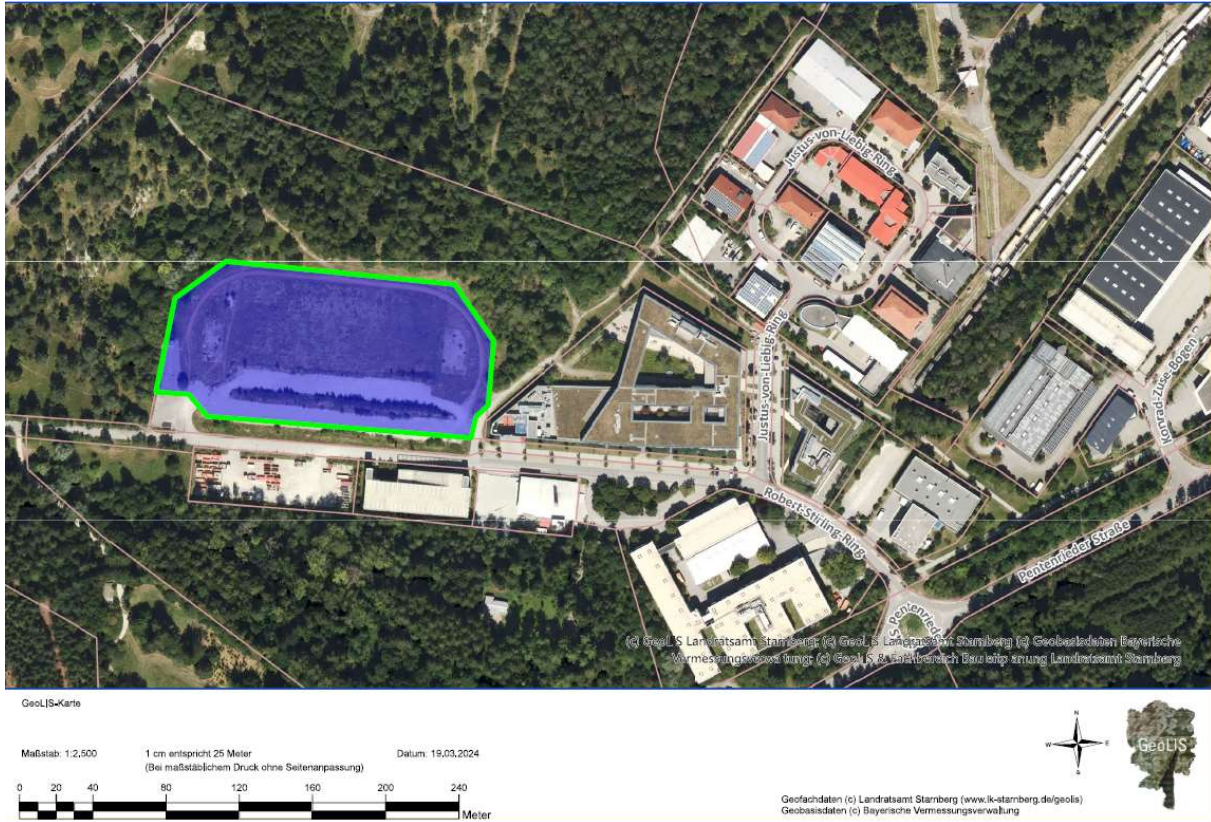 Justus-von-Liebig-Ring
Justus-von-Liebig-Ring
Konrad-Zuse-Bogen
Robert-Stirling-Ring
Pentenrieder Straße
(c) GeoLIS Landratsamt Starnberg; (c) GeoLIS Landratsamt Starnberg (c) Geobasisdaten Bayerische
Vermessungsverwaltung; (c) GeoLIS & Fachbereich Bauleitplanung Landratsamt Starnberg
GeoLIS-Karte
Maßstab: 1:2,500 1 cm entspricht 25 Meter Datum: 19.03.2024
(Bei maßstäblichem Druck ohne Seitenanpassung)
0 20 40 80 120 160 200 240
Meter
N
W E
S
GeoLIS
Geofachdaten (c) Landratsamt Starnberg (www.lk-starnberg.de/geolis)
Geobasisdaten (c) Bayerische Vermessungsverwaltung